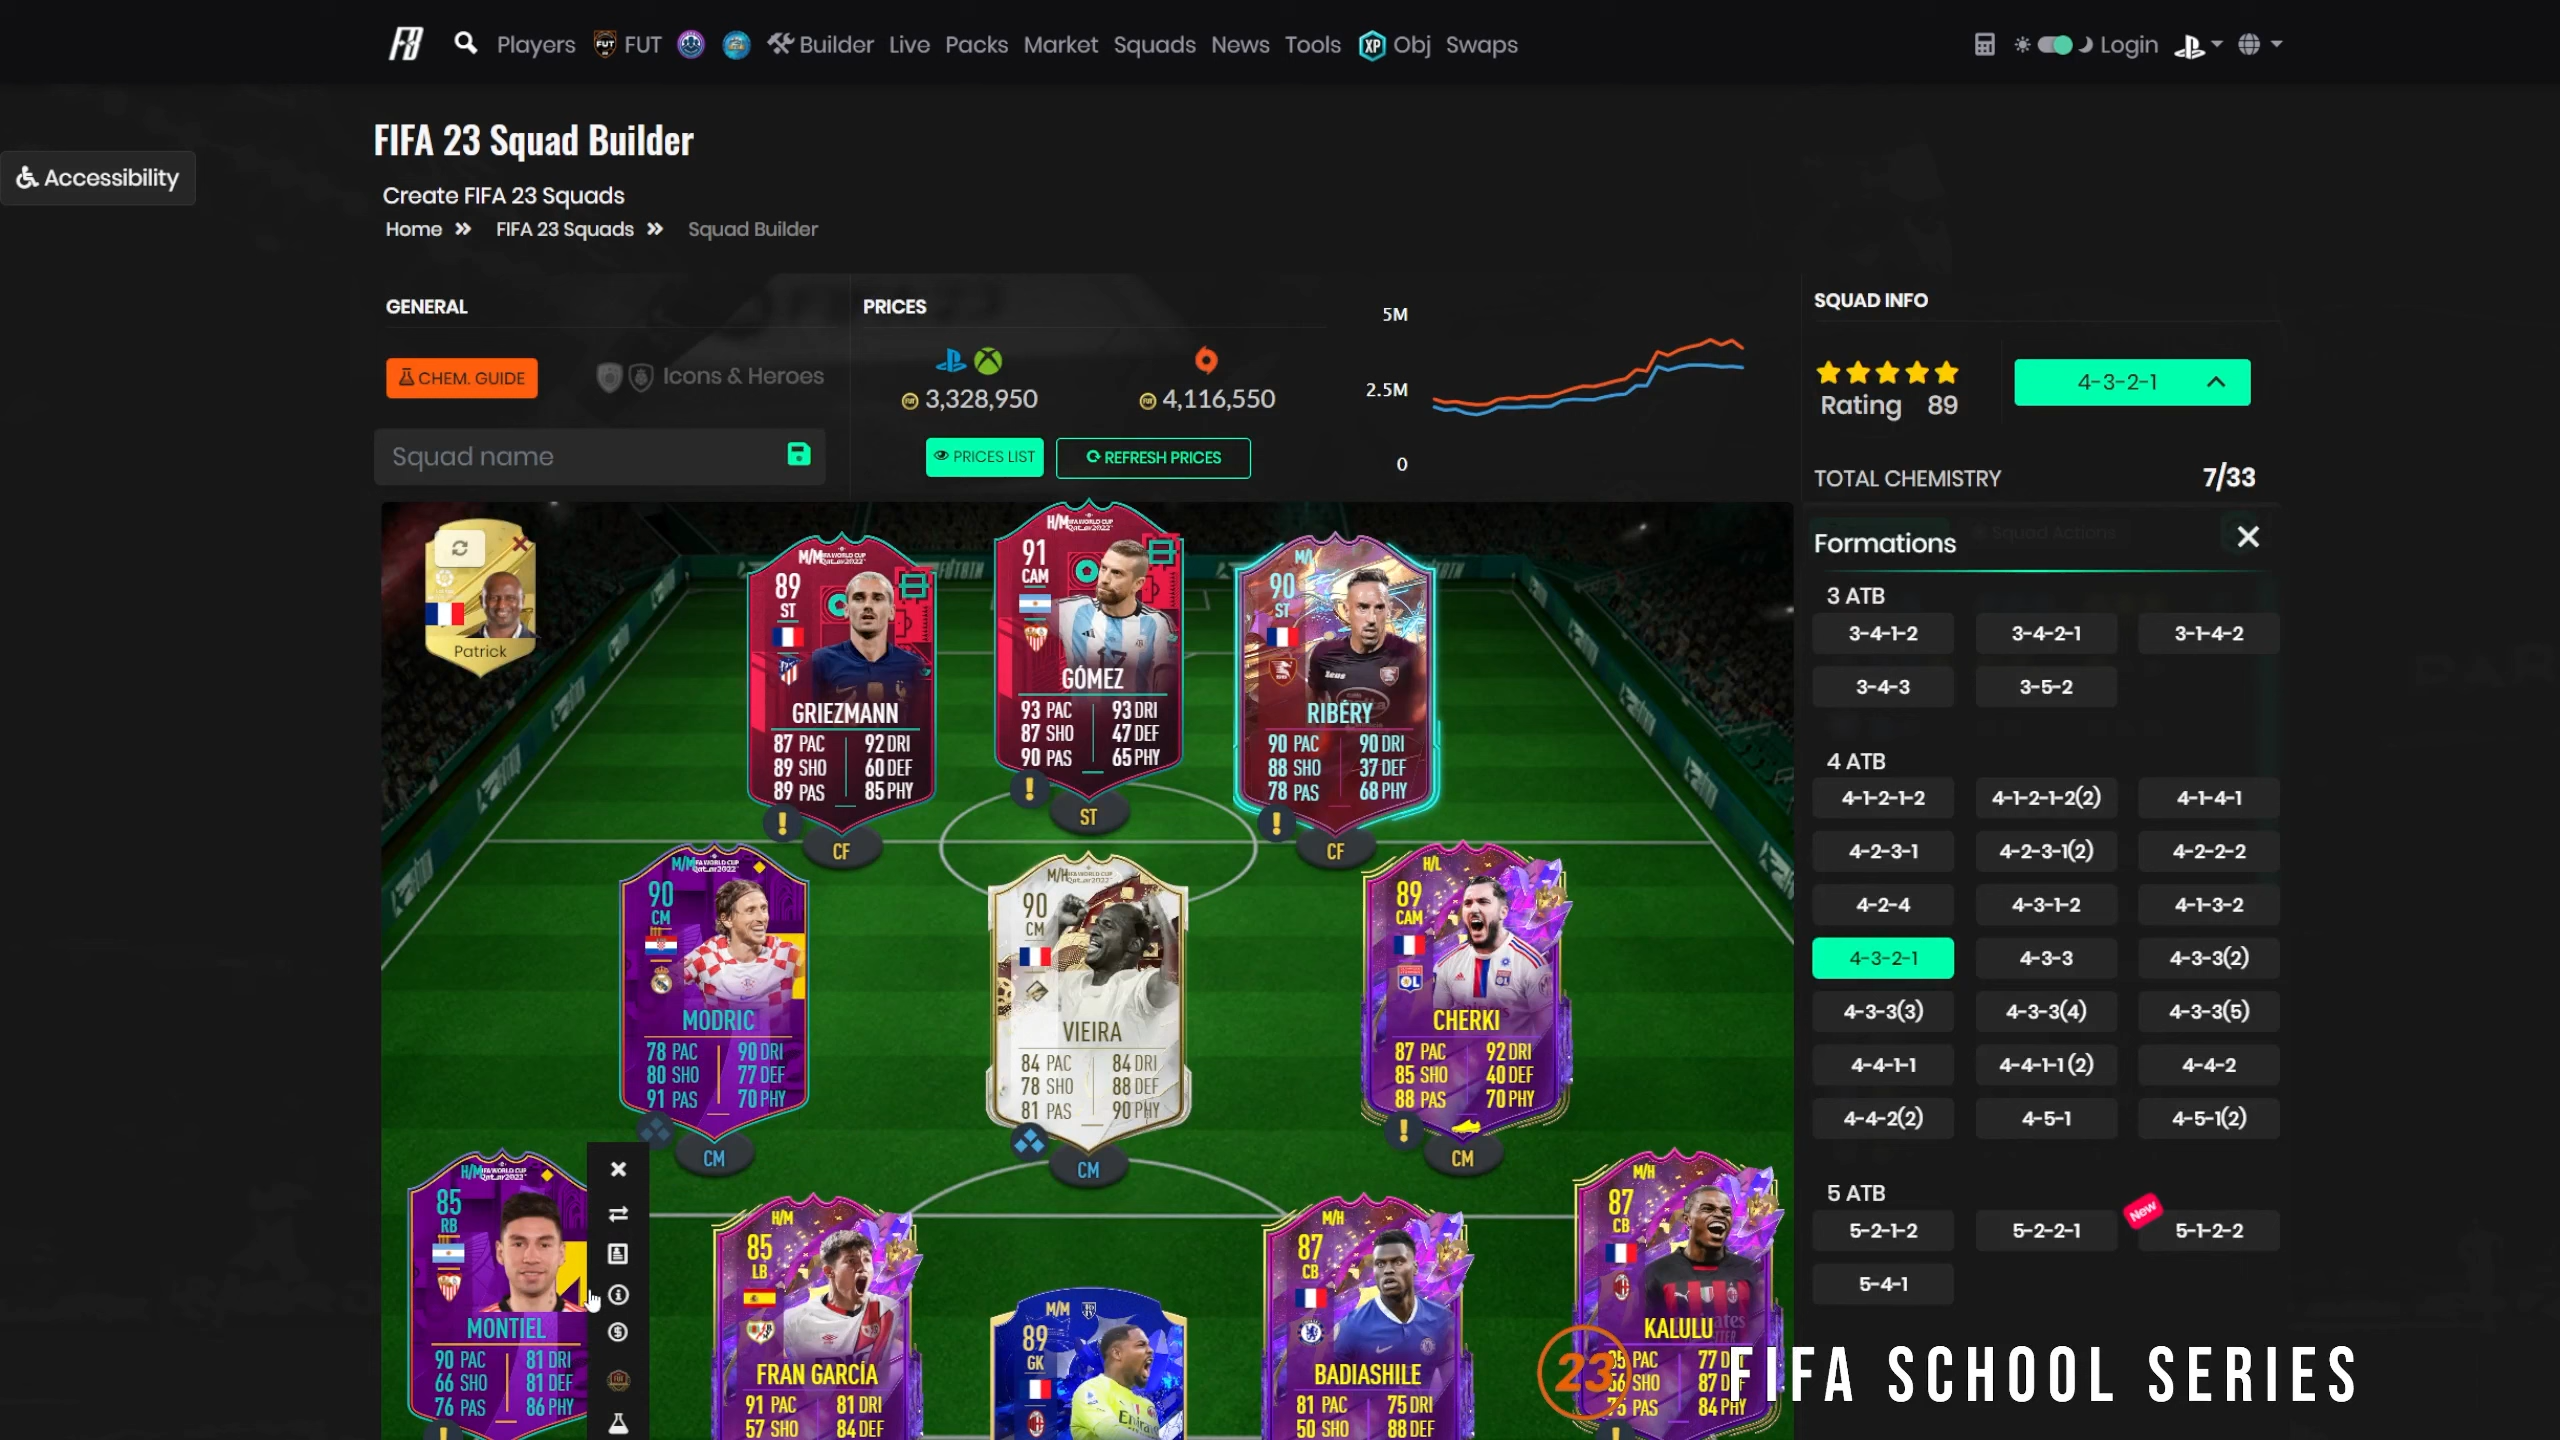 Players FUT Builder Live Packs Market Squads News Tools XP Obj Swaps Login
FIFA 23 Squad Builder
Accessibility
Create FIFA 23 Squads
Home » FIFA 23 Squads » Squad Builder
GENERAL
CHEM. GUIDE
Icons & Heroes
Squad name
PRICES
3,328,950
4,116,550
PRICES LIST
REFRESH PRICES
5M
2.5M
0
SQUAD INFO
Rating 89
4-3-2-1
TOTAL CHEMISTRY 7/33
Squad Actions
Patrick
M/M
89
ST
GRIEZMANN
87 PAC 92 DRI
89 SHO 60 DEF
89 PAS 85 PHY
CF
H/M
91
CAM
GÓMEZ
93 PAC 93 DRI
87 SHO 47 DEF
90 PAS 65 PHY
ST
90
ST
RIBÉRY
90 PAC 90 DRI
88 SHO 37 DEF
78 PAS 68 PHY
CF
M/M
90
CM
MODRIC
78 PAC 90 DRI
80 SHO 77 DEF
91 PAS 70 PHY
CM
M/H
90
CM
VIEIRA
84 PAC 84 DRI
78 SHO 88 DEF
81 PAS 90 PHY
CM
H/L
89
CAM
CHERKI
87 PAC 92 DRI
85 SHO 40 DEF
88 PAS 70 PHY
CM
H/M
85
RB
MONTIEL
90 PAC 81 DRI
66 SHO 81 DEF
76 PAS 86 PHY
H/M
85
LB
FRAN GARCÍA
91 PAC 81 DRI
57 SHO 84 DEF
M/M
89
GK
M/H
87
CB
BADIASHILE
81 PAC 75 DRI
50 SHO 88 DEF
M/H
87
CB
KALULU
PAC 77
SHO 87
PAS 84 PHY
Formations
3 ATB
3-4-1-2 3-4-2-1 3-1-4-2
3-4-3 3-5-2
4 ATB
4-1-2-1-2 4-1-2-1-2(2) 4-1-4-1
4-2-3-1 4-2-3-1(2) 4-2-2-2
4-2-4 4-3-1-2 4-1-3-2
4-3-2-1 4-3-3 4-3-3(2)
4-3-3(3) 4-3-3(4) 4-3-3(5)
4-4-1-1 4-4-1-1 (2) 4-4-2
4-4-2(2) 4-5-1 4-5-1(2)
5 ATB
New
5-2-1-2 5-2-2-1 5-1-2-2
5-4-1
23 FIFA SCHOOL SERIES